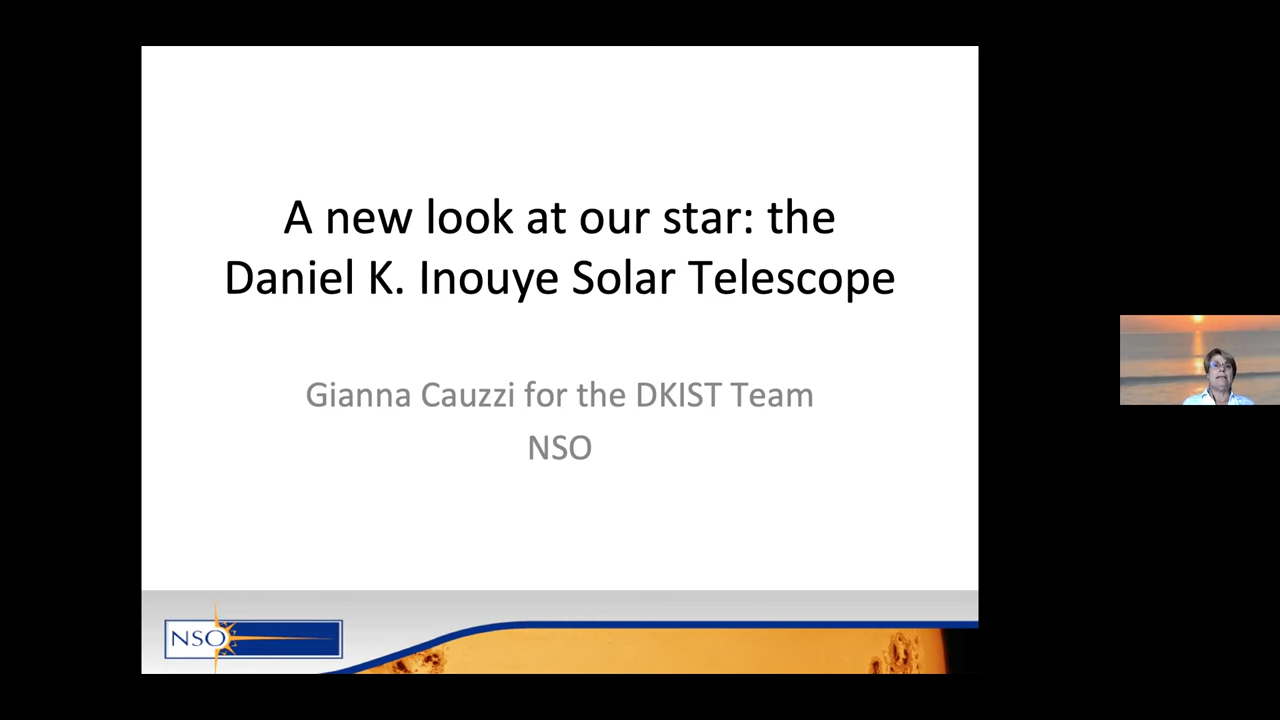 A new look at our star: the
Daniel K. Inouye Solar Telescope
Gianna Cauzzi for the DKIST Team
NSO
NSO